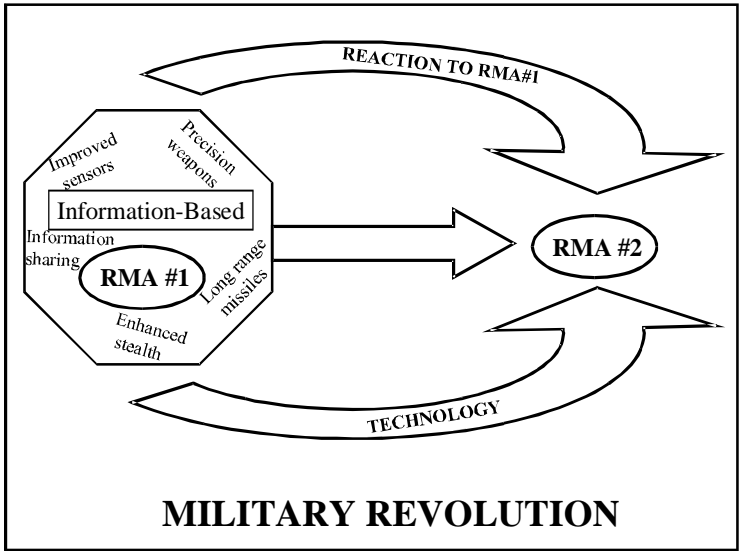 REACTION TO RMA#1
Improved
sensors
Precision
weapons
Information-Based
Information
sharing
RMA #1
Long range
missiles
Enhanced
stealth
RMA #2
TECHNOLOGY
MILITARY REVOLUTION